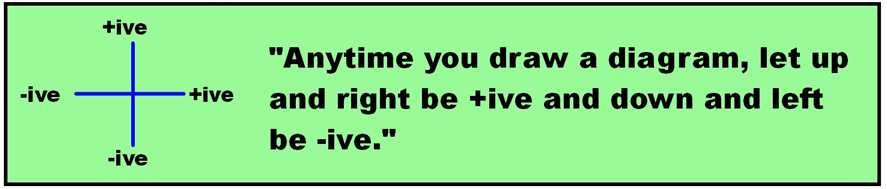 +ive
-ive
+ive
-ive
"Anytime you draw a diagram, let up
and right be +ive and down and left
be -ive."